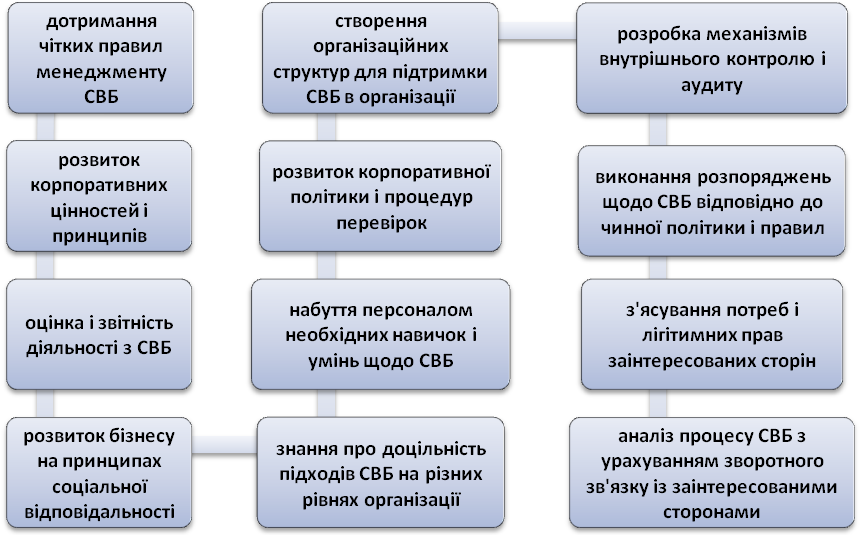 дотримання
чітких правил
менеджменту
СВБ
розвиток
корпоративних
цінностей і
принципів
оцінка і звітність
діяльності з СВБ
розвиток бізнесу
на принципах
соціальної
відповідальності
знання про доцільність
підходів СВБ на різних
рівнях організації
набуття персоналом
необхідних навичок і
умінь щодо СВБ
розвиток корпоративної
політики і процедур
перевірок
створення
організаційних
структур для підтримки
СВБ в організації
розробка механізмів
внутрішнього контролю і
аудиту
виконання розпоряджень
щодо СВБ відповідно до
чинної політики і правил
з'ясування потреб і
лігітимних прав
заінтересованих сторін
аналіз процесу СВБ з
урахуванням зворотного
зв'язку із заінтересованими
сторонами